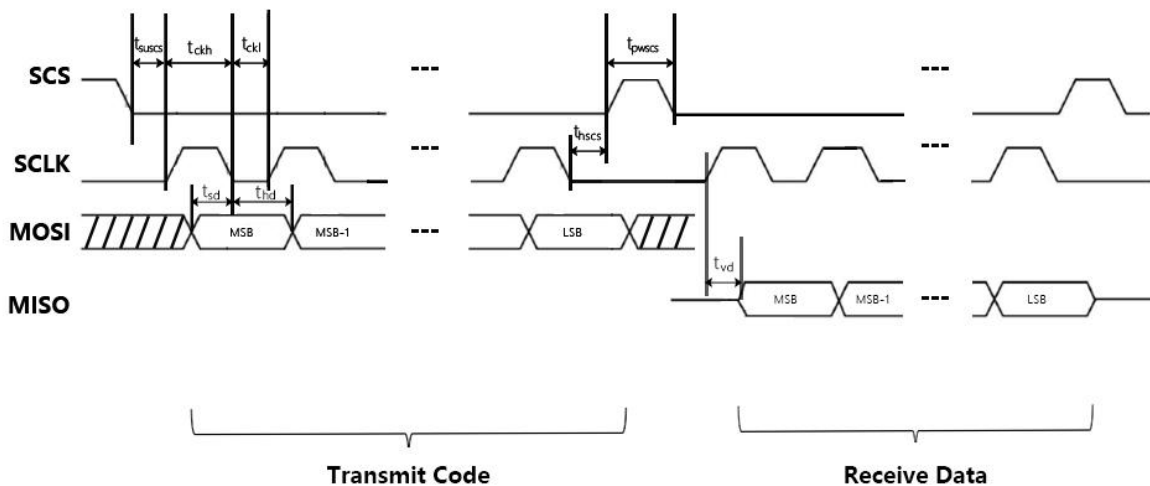 tsuscs tckh tckl --- tpwscs ---
SCS
thscs
SCLK --- ---
tsd thd
MOSI MSB MSB-1 --- LSB
tvd
MISO MSB MSB-1 --- LSB
Transmit Code Receive Data